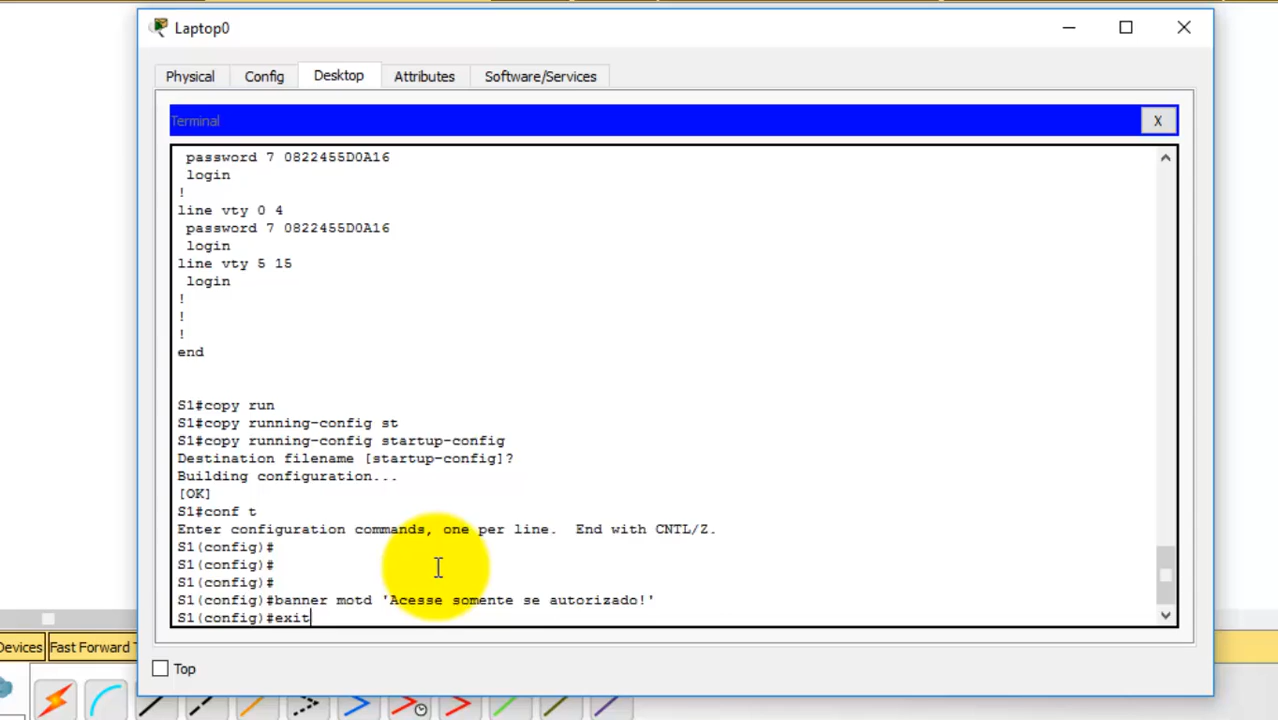 Laptop0
Physical Config Desktop Attributes Software/Services
Terminal X
password 7 0822455D0A16
login
!
line vty 0 4
password 7 0822455D0A16
login
line vty 5 15
login
!
!
!
end
S1#copy run
S1#copy running-config st
S1#copy running-config startup-config
Destination filename [startup-config]?
Building configuration...
[OK]
S1#conf t
Enter configuration commands, one per line.  End with CNTL/Z.
S1(config)#
S1(config)#
S1(config)#
S1(config)#banner motd 'Acesse somente se autorizado!'
S1(config)#exit
Devices Fast Forward
Top